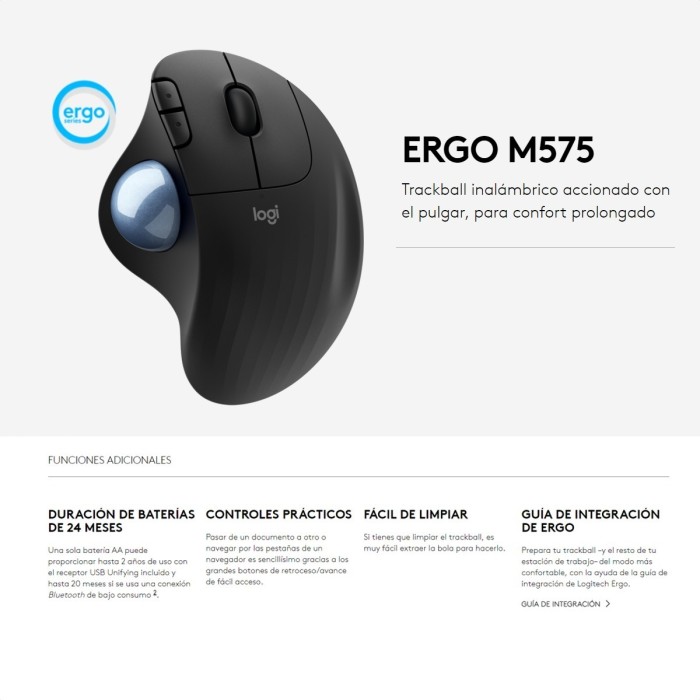 ergo
series
logi
ERGO M575
Trackball inalámbrico accionado con
el pulgar, para confort prolongado
FUNCIONES ADICIONALES
DURACIÓN DE BATERÍAS
DE 24 MESES
Una sola batería AA puede
proporcionar hasta 2 años de uso con
el receptor USB Unifying incluido y
hasta 20 meses si se usa una conexión
Bluetooth de bajo consumo 2.
CONTROLES PRÁCTICOS
Pasar de un documento a otro o
navegar por las pestañas de un
navegador es sencillísimo gracias a los
grandes botones de retroceso/avance
de fácil acceso.
FÁCIL DE LIMPIAR
Si tienes que limpiar el trackball, es
muy fácil extraer la bola para hacerlo.
GUÍA DE INTEGRACIÓN
DE ERGO
Prepara tu trackball –y el resto de tu
estación de trabajo– del modo más
confortable, con la ayuda de la guía de
integración de Logitech Ergo.
GUÍA DE INTEGRACIÓN >